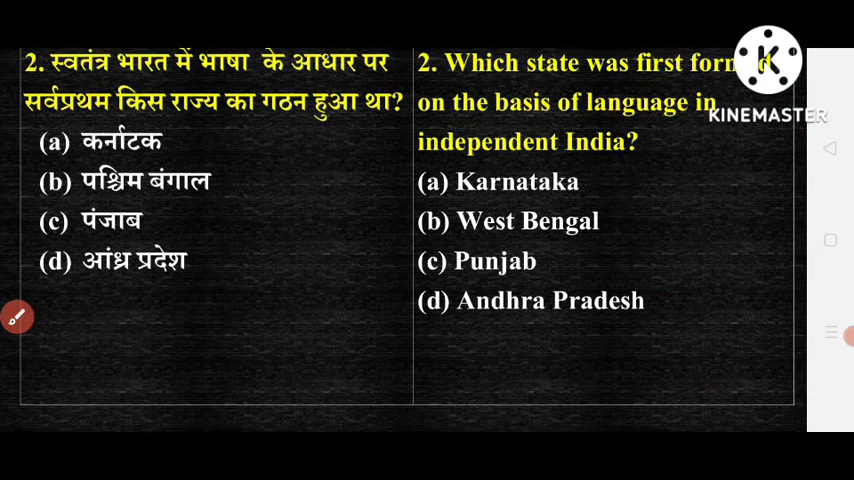 2. स्वतंत्र भारत में भाषा के आधार पर
सर्वप्रथम किस राज्य का गठन हुआ था?
(a) कर्नाटक
(b) पश्चिम बंगाल
(c) पंजाब
(d) आंध्र प्रदेश
2. Which state was first formed
on the basis of language in
independent India?
(a) Karnataka
(b) West Bengal
(c) Punjab
(d) Andhra Pradesh
K
KINEMASTER